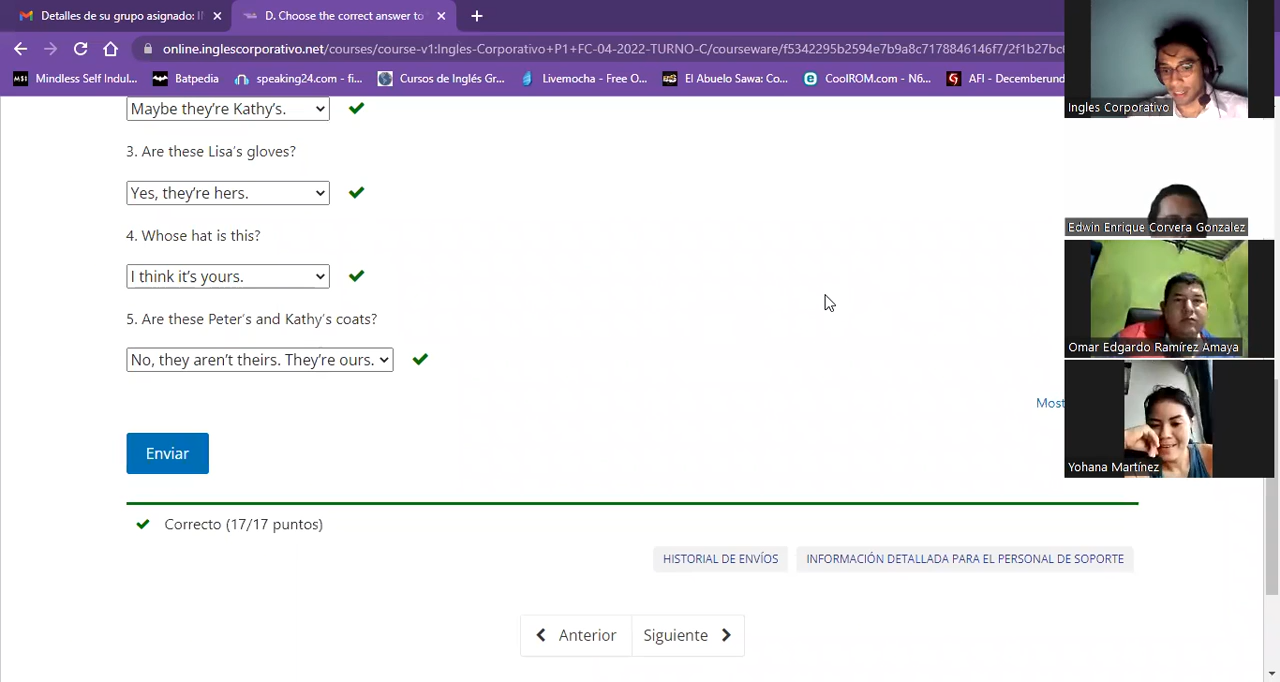 Detalles de su grupo asignado: II
D. Choose the correct answer to
online.inglescorporativo.net/courses/course-v1:Ingles-Corporativo+P1+FC-04-2022-TURNO-C/courseware/f5342295b2594e7b9a8c7178846146f7/2f1b27bc
Mindless Self Indul...
Batpedia
speaking24.com - fi...
Cursos de Inglés Gr...
Livemocha - Free O...
El Abuelo Sawa: Co...
CoolROM.com - N6...
AFI - Decemberund
Ingles Corporativo
Maybe they're Kathy's.
3. Are these Lisa's gloves?
Yes, they're hers.
Edwin Enrique Corvera Gonzalez
4. Whose hat is this?
I think it's yours.
5. Are these Peter's and Kathy's coats?
Omar Edgardo Ramírez Amaya
No, they aren't theirs. They're ours.
Most
Enviar
Yohana Martínez
Correcto (17/17 puntos)
HISTORIAL DE ENVÍOS
INFORMACIÓN DETALLADA PARA EL PERSONAL DE SOPORTE
Anterior
Siguiente